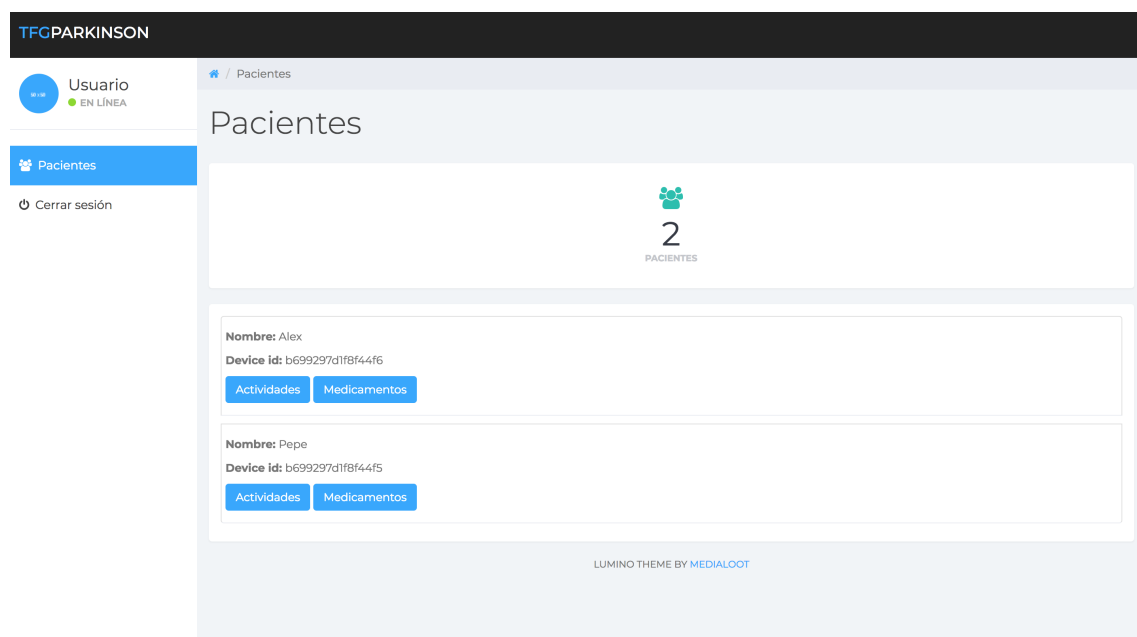 TFGPARKINSON
Usuario
EN LÍNEA
Pacientes
Cerrar sesión
/ Pacientes
Pacientes
2
PACIENTES
Nombre: Alex
Device id: b699297d1f8f44f6
Actividades Medicamentos
Nombre: Pepe
Device id: b699297d1f8f44f5
Actividades Medicamentos
LUMINO THEME BY MEDIALOOT